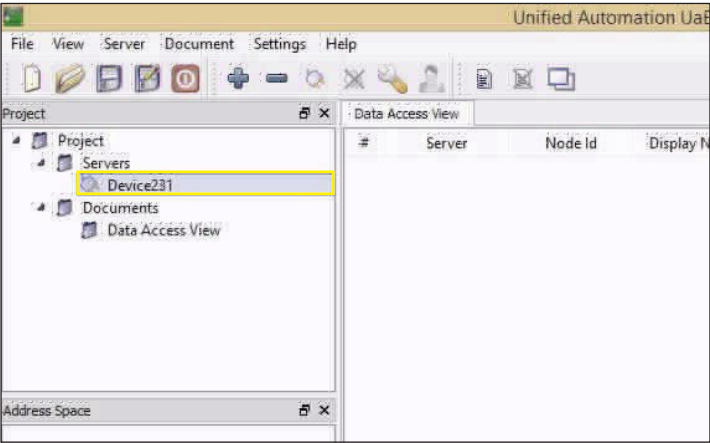 Unified Automation UaE
File View Server Document Settings Help
Project
Data Access View
Project
Servers
Device231
Documents
Data Access View
# Server Node Id Display N
Address Space